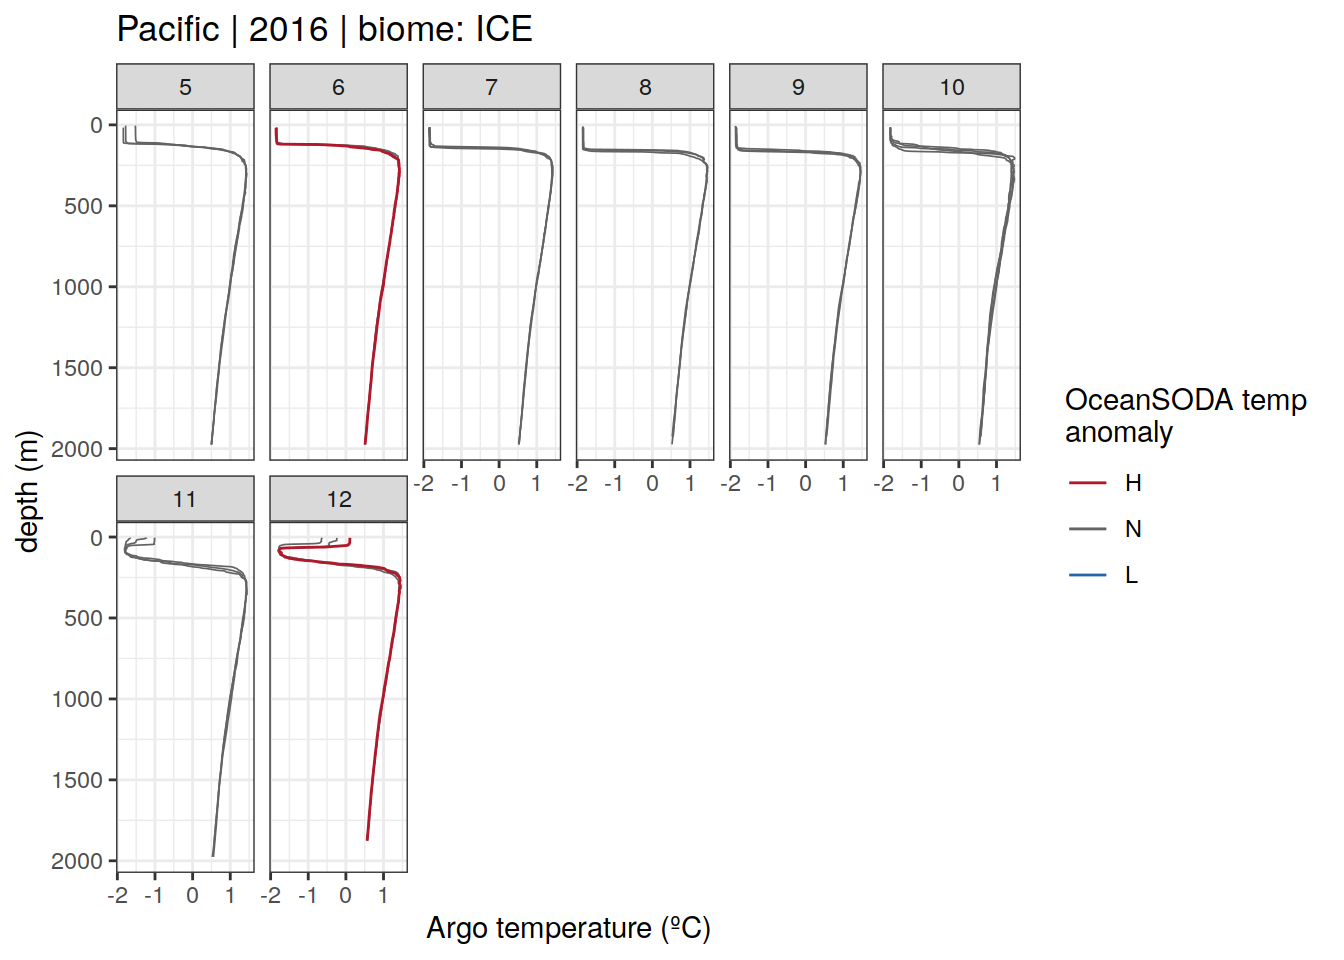 Pacific | 2016 | biome: ICE
5 6 7 8 9 10
0
500
1000
1500
2000
-2 -1 0 1 -2 -1 0 1 -2 -1 0 1 -2 -1 0 1
11 12
0
500
1000
1500
2000
-2 -1 0 1 -2 -1 0 1
depth (m)
Argo temperature (ºC)
OceanSODA temp
anomaly
H
N
L